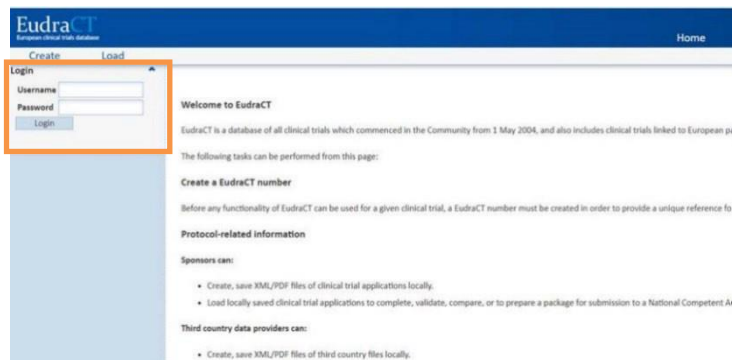 EudraCT
European clinical trials database
Home
Create Load
Login
Username
Password
Login
Welcome to EudraCT
EudraCT is a database of all clinical trials which commenced in the Community from 1 May 2004, and also includes clinical trials linked to European
The following tasks can be performed from this page:
Create a EudraCT number
Before any functionality of EudraCT can be used for a given clinical trial, a EudraCT number must be created in order to provide a unique reference
Protocol-related information
Sponsors can:
• Create, save XML/PDF files of clinical trial applications locally.
• Load locally saved clinical trial applications to complete, validate, compare, or to prepare a package for submission to a National Competent
Third country data providers can:
• Create, save XML/PDF files of third country files locally.